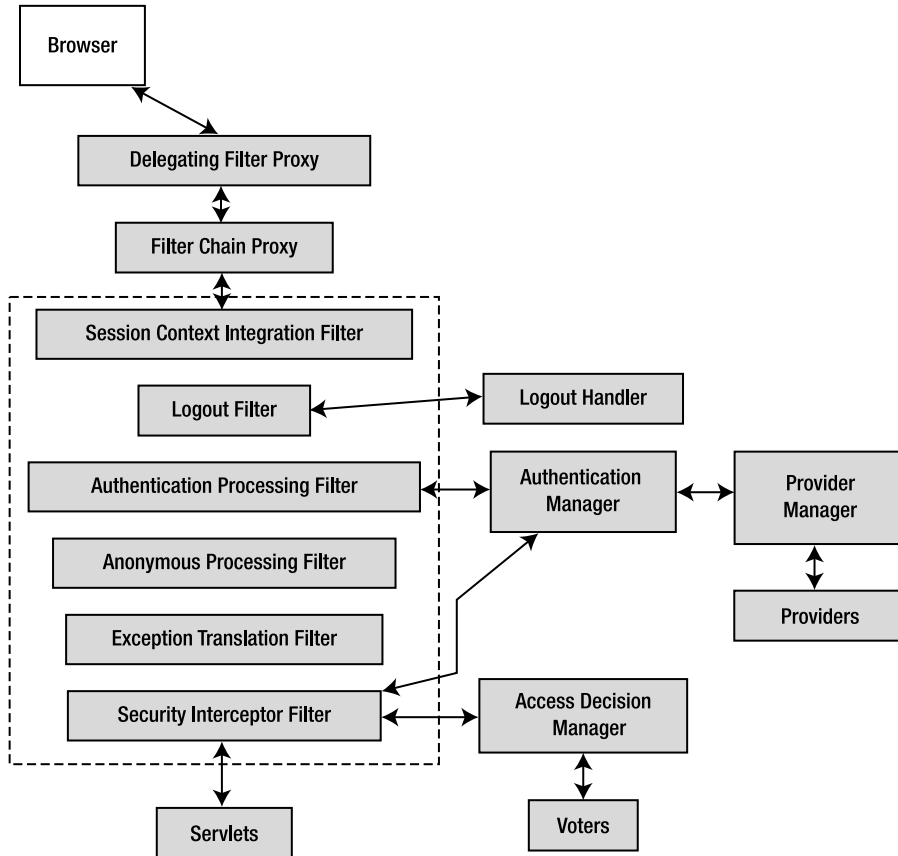 Browser
Delegating Filter Proxy
Filter Chain Proxy
Session Context Integration Filter
Logout Filter
Logout Handler
Authentication Processing Filter
Authentication
Manager
Provider
Manager
Anonymous Processing Filter
Providers
Exception Translation Filter
Security Interceptor Filter
Access Decision
Manager
Servlets
Voters